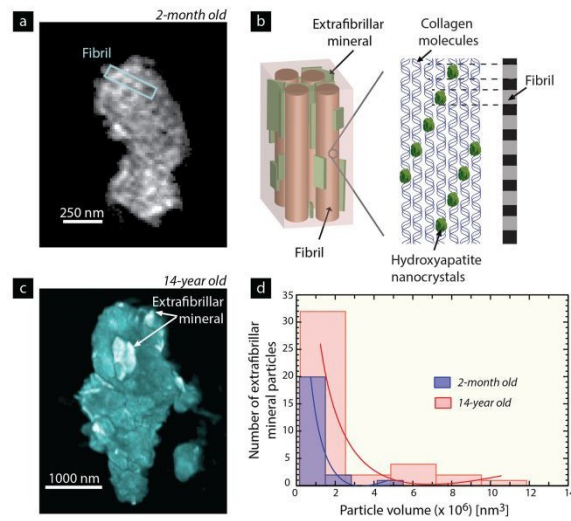 a
2-month old
Fibril
250 nm
b
Extrafibrillar
mineral
Collagen
molecules
Fibril
Fibril
Hydroxyapatite
nanocrystals
c
14-year old
Extrafibrillar
mineral
1000 nm
d
35
30
25
20
15
10
5
0
Number of extrafibrillar
mineral particles
2-month old
14-year old
0 2 4 6 8 10 12 14
Particle volume (x 10⁶) [nm³]